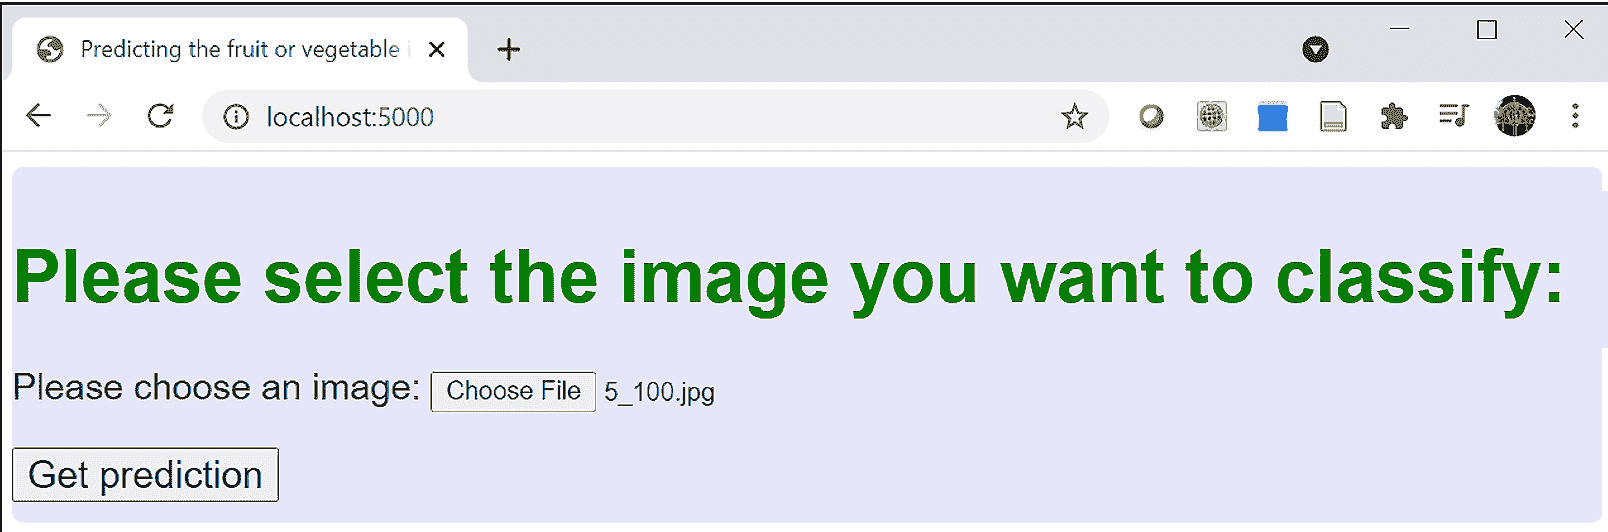 Predicting the fruit or vegetable i
localhost:5000
Please select the image you want to classify:
Please choose an image: Choose File 5_100.jpg
Get prediction